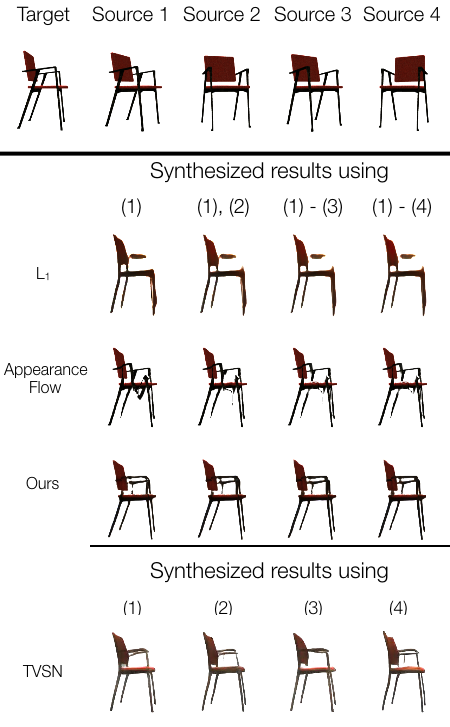 Target Source 1 Source 2 Source 3 Source 4
Synthesized results using
(1) (1), (2) (1) - (3) (1) - (4)
L₁
Appearance
Flow
Ours
Synthesized results using
(1) (2) (3) (4)
TVSN